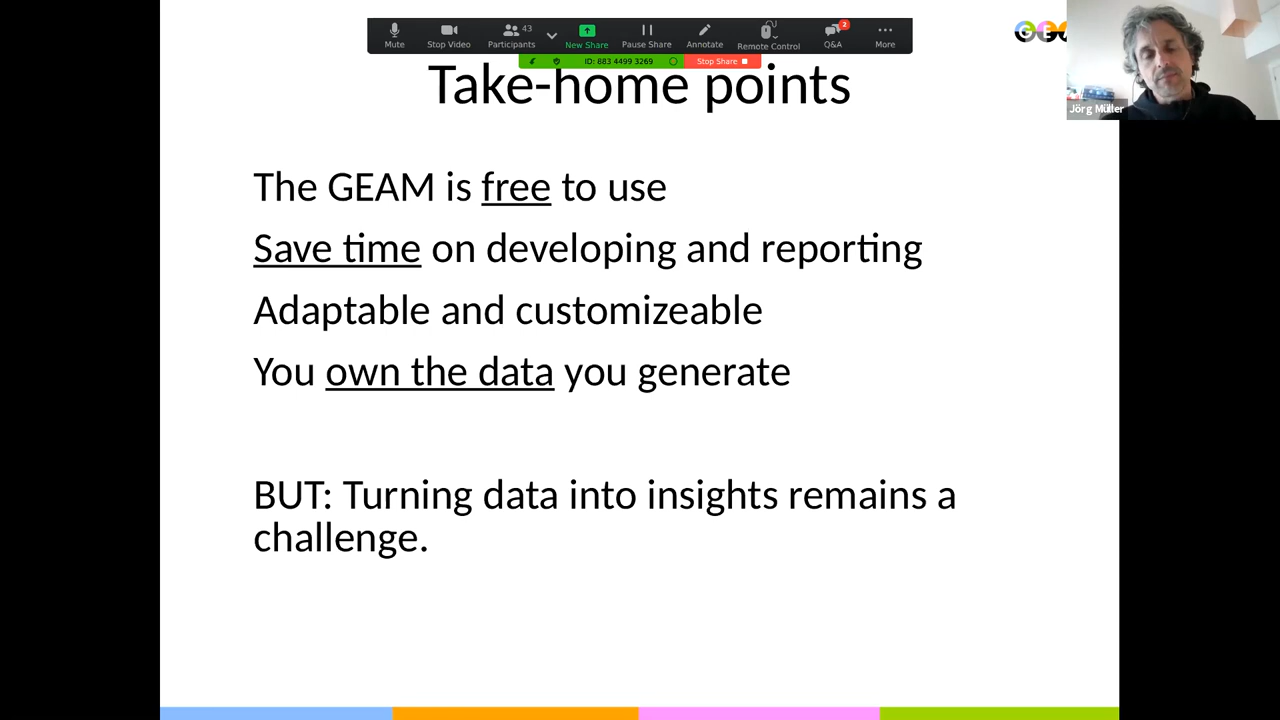 43
Mute
Stop Video
Participants
New Share
Pause Share
Annotate
Remote Control
2
Q&A
More
ID: 883 4499 3269
Stop Share
Jörg Müller
Take-home points
The GEAM is free to use
Save time on developing and reporting
Adaptable and customizeable
You own the data you generate
BUT: Turning data into insights remains a
challenge.